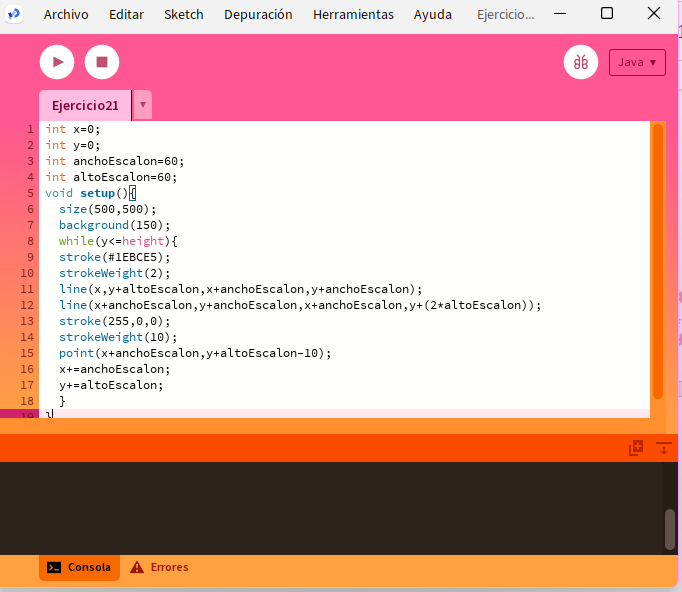 Archivo Editar Sketch Depuración Herramientas Ayuda Ejercicio...
Java ▾
Ejercicio21 ▾
1 int x=0;
2 int y=0;
3 int anchoEscalon=60;
4 int altoEscalon=60;
5 void setup(){
6 size(500,500);
7 background(150);
8 while(y<=height){
9 stroke(#1EBCE5);
10 strokeWeight(2);
11 line(x,y+altoEscalon,x+anchoEscalon,y+anchoEscalon);
12 line(x+anchoEscalon,y+anchoEscalon,x+anchoEscalon,y+(2*altoEscalon));
13 stroke(255,0,0);
14 strokeWeight(10);
15 point(x+anchoEscalon,y+altoEscalon-10);
16 x+=anchoEscalon;
17 y+=altoEscalon;
18 }
19 }
Consola Errores